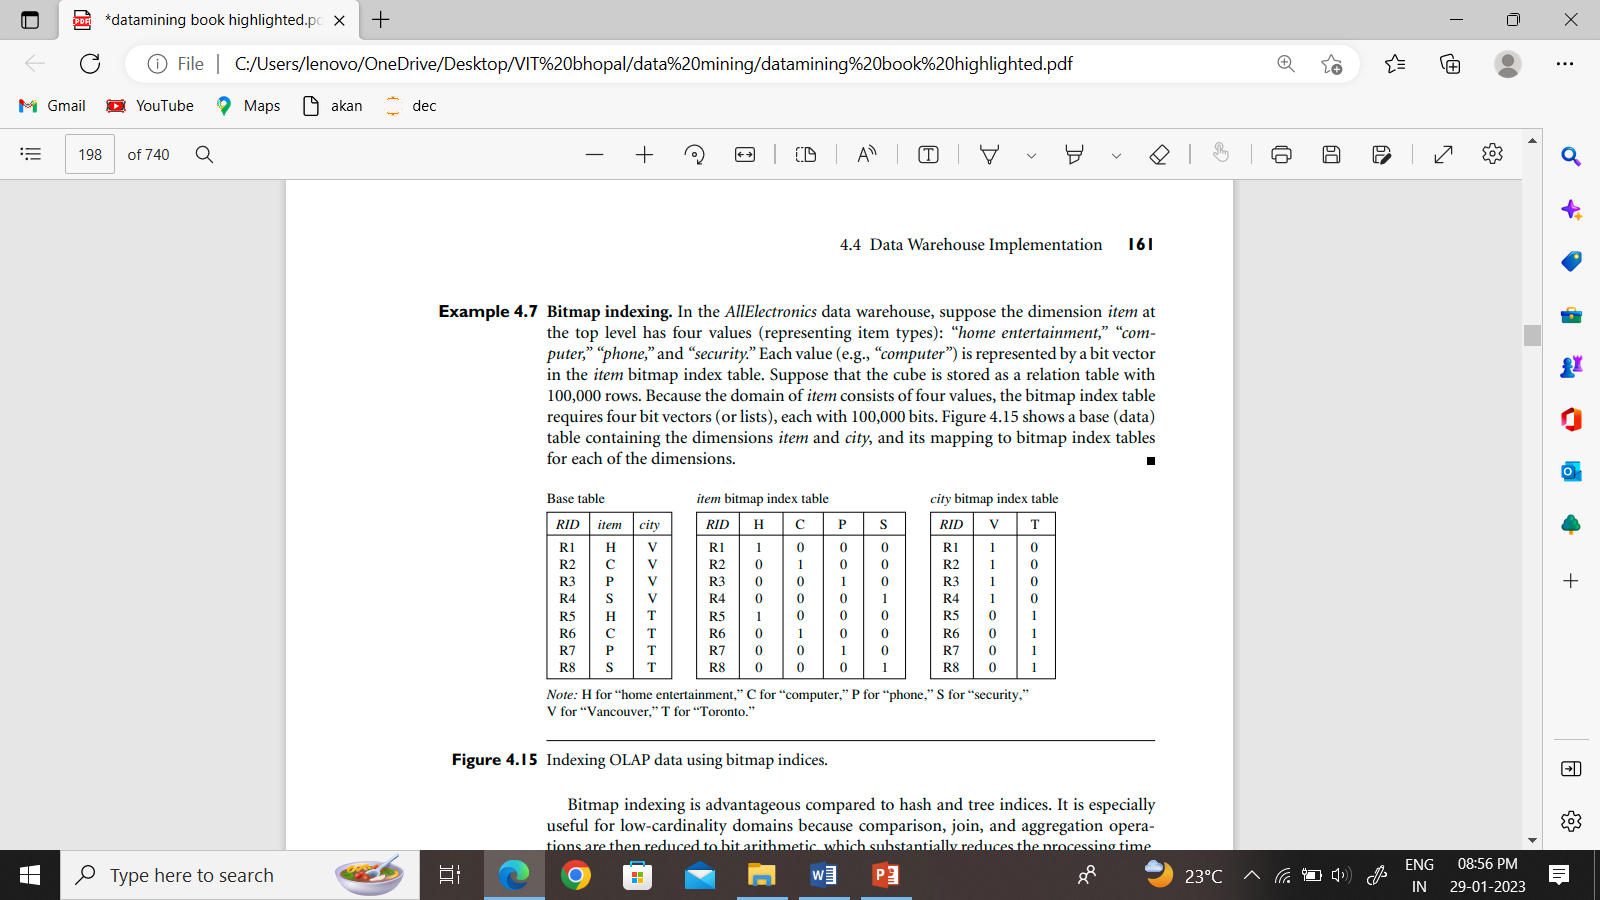 *datamining book highlighted.pd
File
C:/Users/lenovo/OneDrive/Desktop/VIT%20bhopal/data%20mining/datamining%20book%20highlighted.pdf
Gmail YouTube Maps akan dec
198 of 740
4.4 Data Warehouse Implementation 161
Example 4.7 Bitmap indexing. In the AllElectronics data warehouse, suppose the dimension item at
the top level has four values (representing item types): “home entertainment,” “com-
puter,” “phone,” and “security.” Each value (e.g., “computer”) is represented by a bit vector
in the item bitmap index table. Suppose that the cube is stored as a relation table with
100,000 rows. Because the domain of item consists of four values, the bitmap index table
requires four bit vectors (or lists), each with 100,000 bits. Figure 4.15 shows a base (data)
table containing the dimensions item and city, and its mapping to bitmap index tables
for each of the dimensions.
Base table
RID item city
R1 H V
R2 C V
R3 P V
R4 S V
R5 H T
R6 C T
R7 P T
R8 S T
item bitmap index table
RID H C P S
R1 1 0 0 0
R2 0 1 0 0
R3 0 0 1 0
R4 0 0 0 1
R5 1 0 0 0
R6 0 1 0 0
R7 0 0 1 0
R8 0 0 0 1
city bitmap index table
RID V T
R1 1 0
R2 1 0
R3 1 0
R4 1 0
R5 0 1
R6 0 1
R7 0 1
R8 0 1
Note: H for “home entertainment,” C for “computer,” P for “phone,” S for “security,”
V for “Vancouver,” T for “Toronto.”
Figure 4.15 Indexing OLAP data using bitmap indices.
Bitmap indexing is advantageous compared to hash and tree indices. It is especially
useful for low-cardinality domains because comparison, join, and aggregation opera-
tions are then reduced to bit arithmetic, which substantially reduces the processing time.
Type here to search
23°C
ENG
IN
08:56 PM
29-01-2023